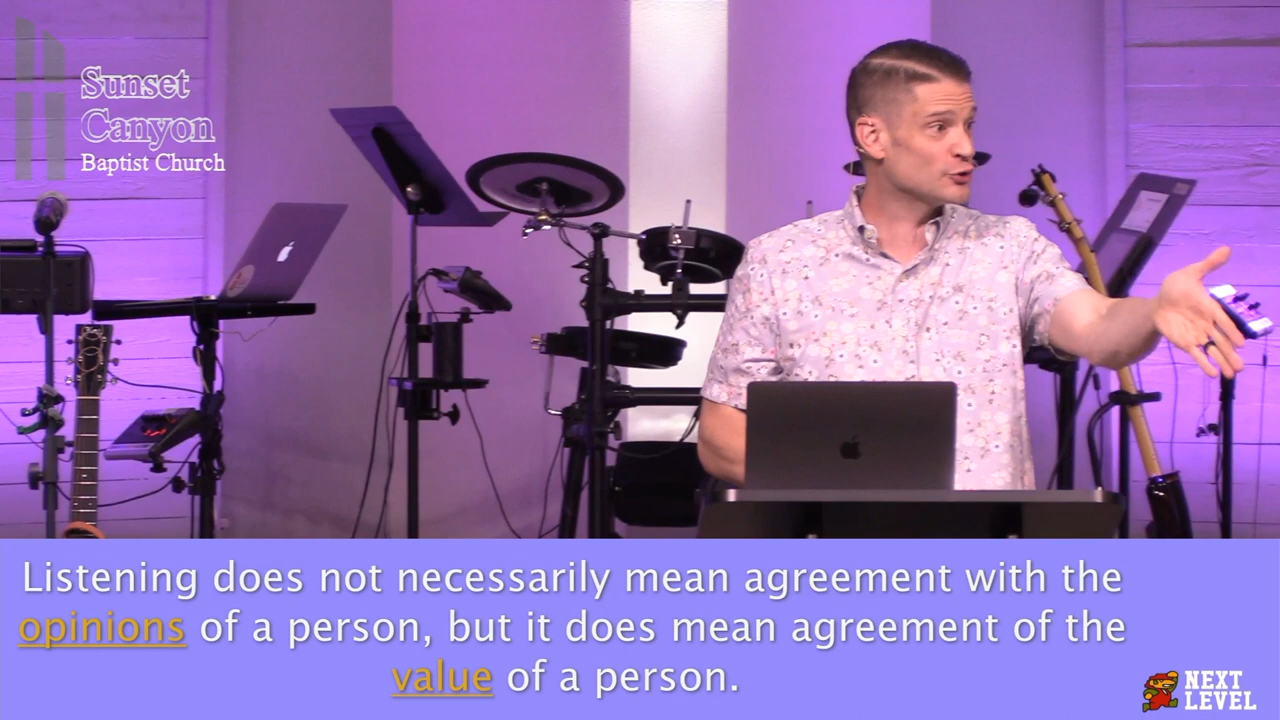 Sunset
Canyon
Baptist Church
Listening does not necessarily mean agreement with the
opinions of a person, but it does mean agreement of the
value of a person.
NEXT
LEVEL